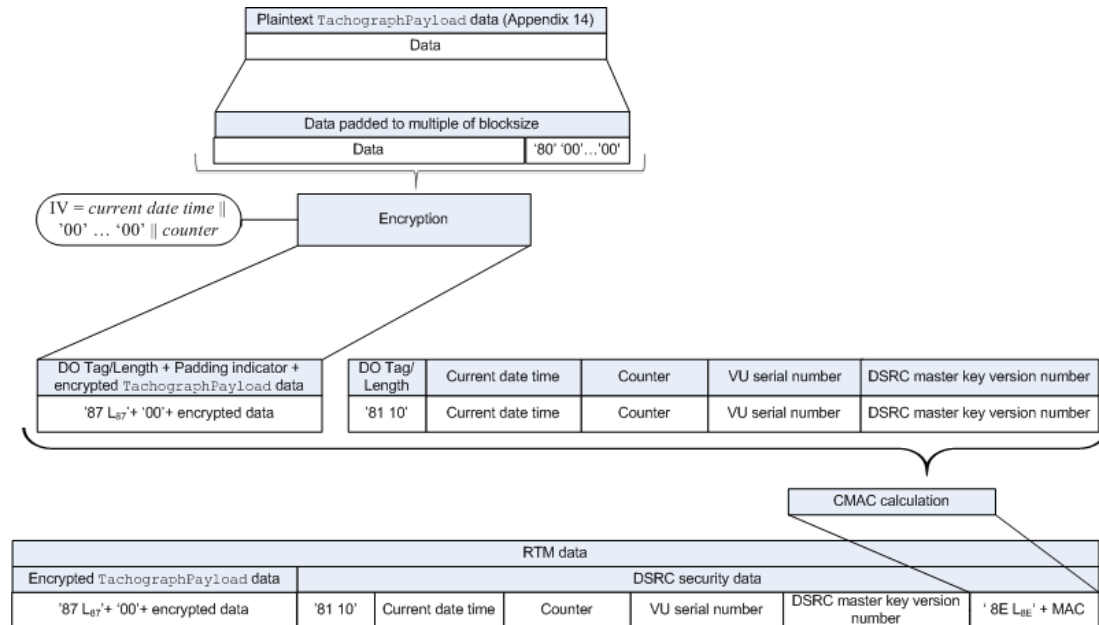 Plaintext TachographPayload data (Appendix 14)
Data
Data padded to multiple of blocksize
Data
'80' '00'…'00'
IV = current date time ||
'00' … '00' || counter
Encryption
DO Tag/Length + Padding indicator +
encrypted TachographPayload data
DO Tag/
Length
Current date time
Counter
VU serial number
DSRC master key version number
'87 L₈₇'+ '00'+ encrypted data
'81 10'
Current date time
Counter
VU serial number
DSRC master key version number
CMAC calculation
RTM data
Encrypted TachographPayload data
DSRC security data
'87 L₈₇'+ '00'+ encrypted data
'81 10'
Current date time
Counter
VU serial number
DSRC master key version
number
' 8E L₈E' + MAC